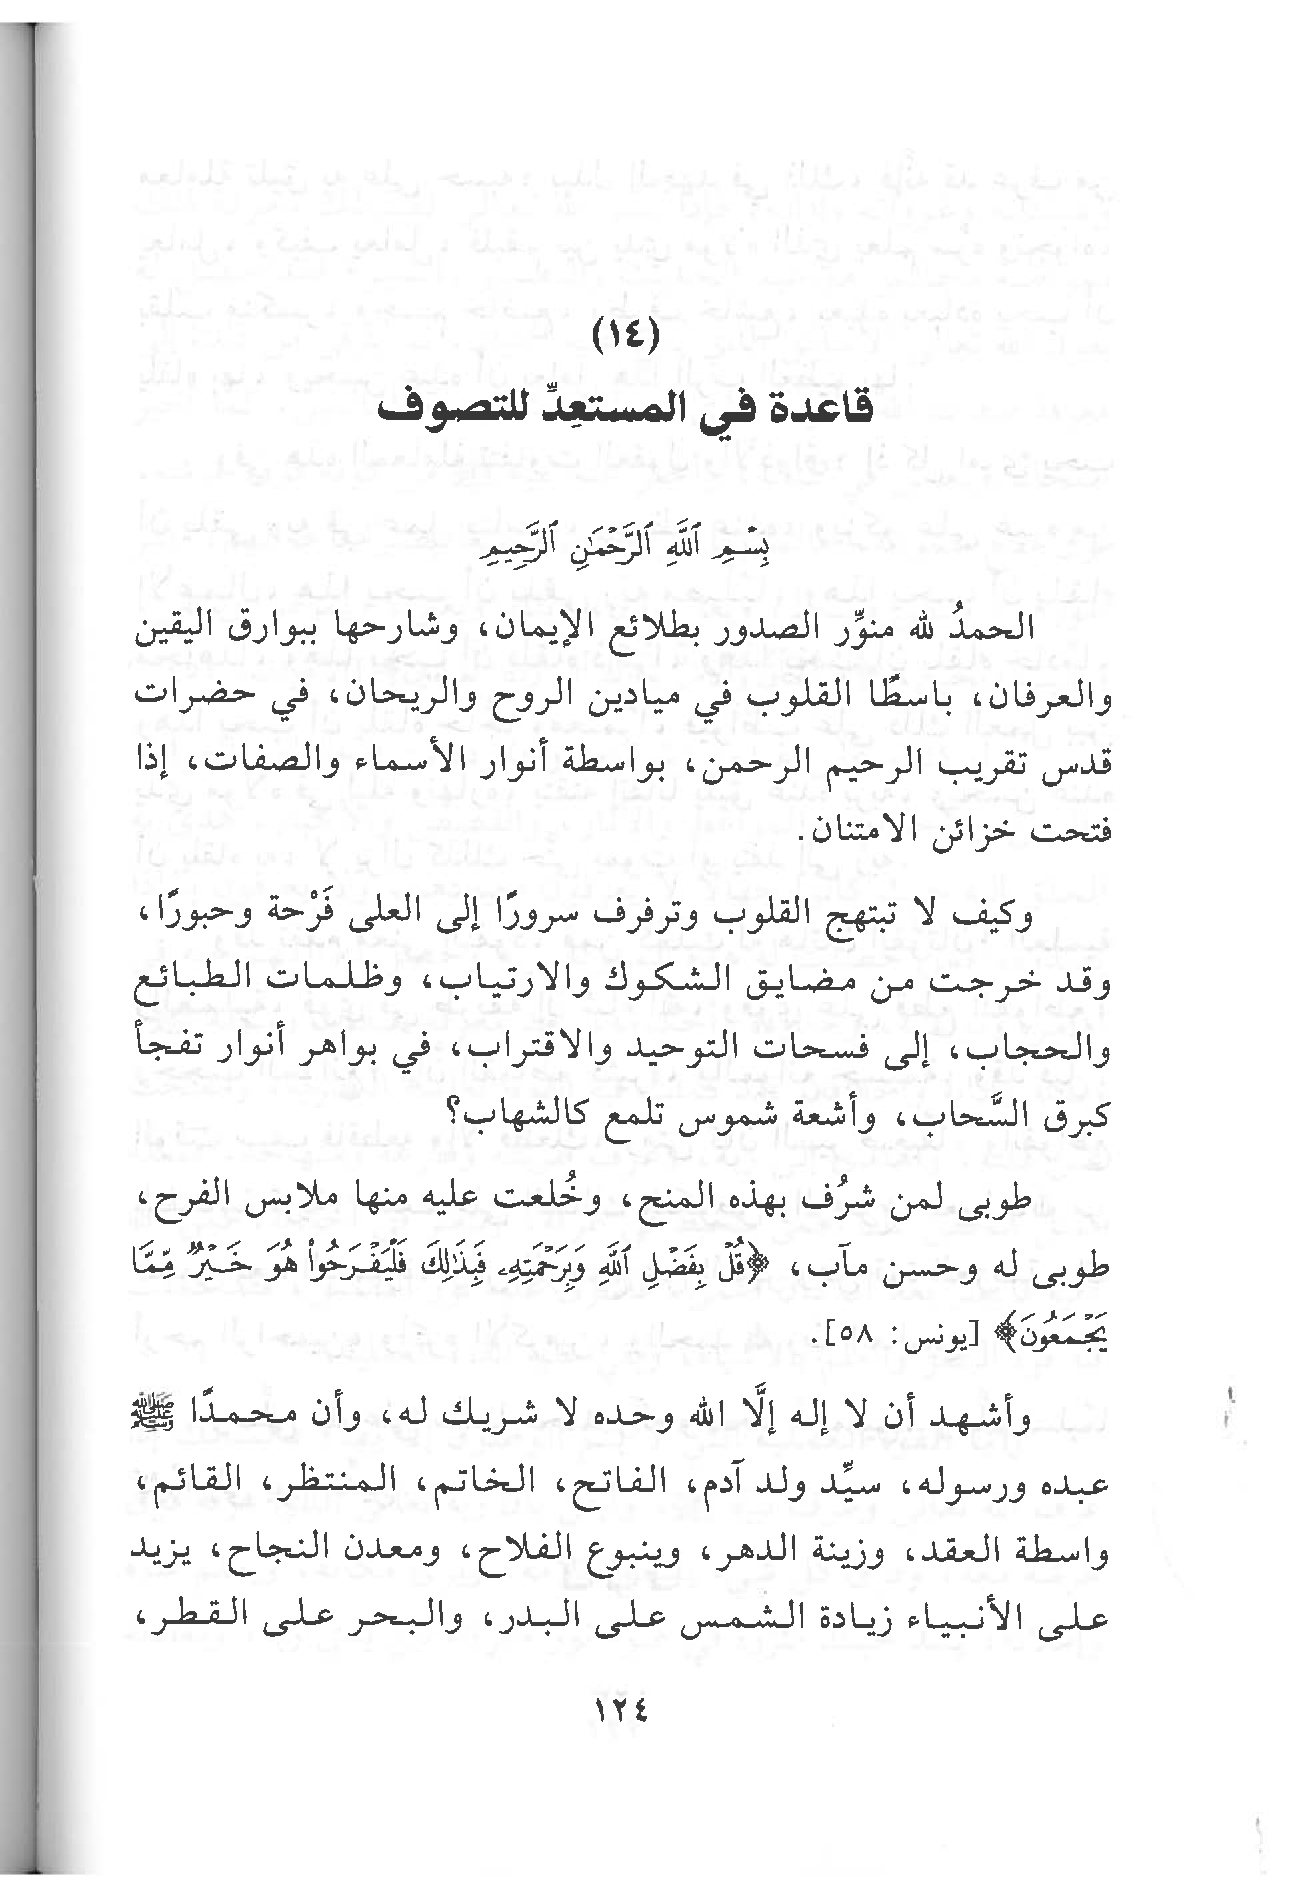 (١٤)
قاعدة في المستعِدِّ للتصوف
بِسْمِ ٱللَّهِ ٱلرَّحْمَٰنِ ٱلرَّحِيمِ
الحمدُ لله منوِّر الصدور بطلائع الإيمان، وشارحها ببوارق اليقين
والعرفان، باسطًا القلوب في ميادين الروح والريحان، في حضرات
قدس تقريب الرحيم الرحمن، بواسطة أنوار الأسماء والصفات، إذا
فتحت خزائن الامتنان.
وكيف لا تبتهج القلوب وترفرف سرورًا إلى العلى فَرْحة وحبورًا،
وقد خرجت من مضايق الشكوك والارتياب، وظلمات الطبائع
والحجاب، إلى فسحات التوحيد والاقتراب، في بواهر أنوار تفجأ
كبرق السَّحاب، وأشعة شموس تلمع كالشهاب؟
طوبى لمن شرُف بهذه المنح، وخُلعت عليه منها ملابس الفرح،
طوبى له وحسن مآب، ﴿قُلْ بِفَضْلِ ٱللَّهِ وَبِرَحْمَتِهِۦ فَبِذَٰلِكَ فَلْيَفْرَحُوا۟ هُوَ خَيْرٌ مِّمَّا
يَجْمَعُونَ﴾ [يونس: ٥٨].
وأشهد أن لا إله إلَّا الله وحده لا شريك له، وأن محمدًا ﷺ
عبده ورسوله، سيِّد ولد آدم، الفاتح، الخاتم، المنتظر، القائم،
واسطة العقد، وزينة الدهر، وينبوع الفلاح، ومعدن النجاح، يزيد
على الأنبياء زيادة الشمس على البدر، والبحر على القطر،
١٢٤